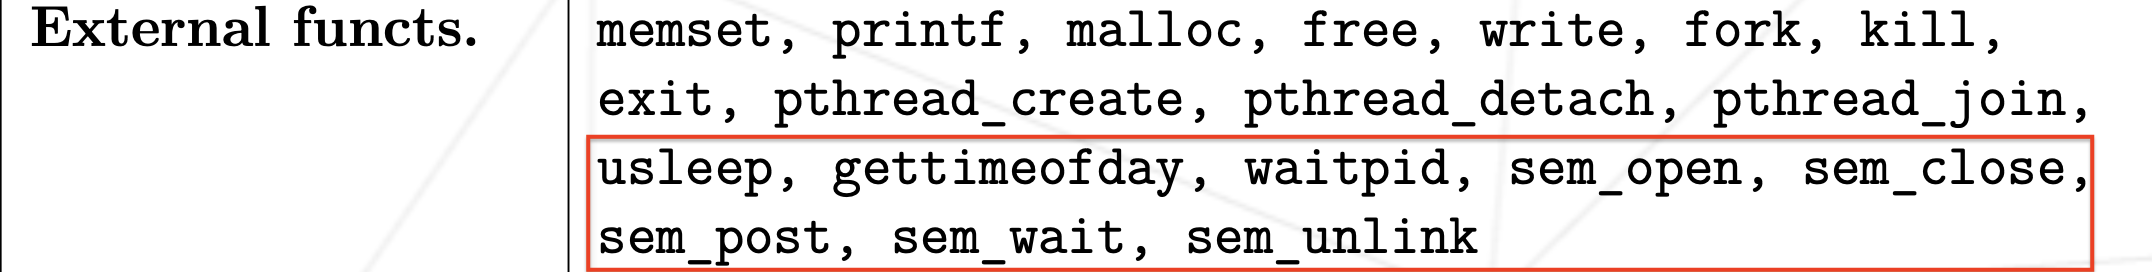 External functs.
memset, printf, malloc, free, write, fork, kill,
exit, pthread_create, pthread_detach, pthread_join,
usleep, gettimeofday, waitpid, sem_open, sem_close,
sem_post, sem_wait, sem_unlink